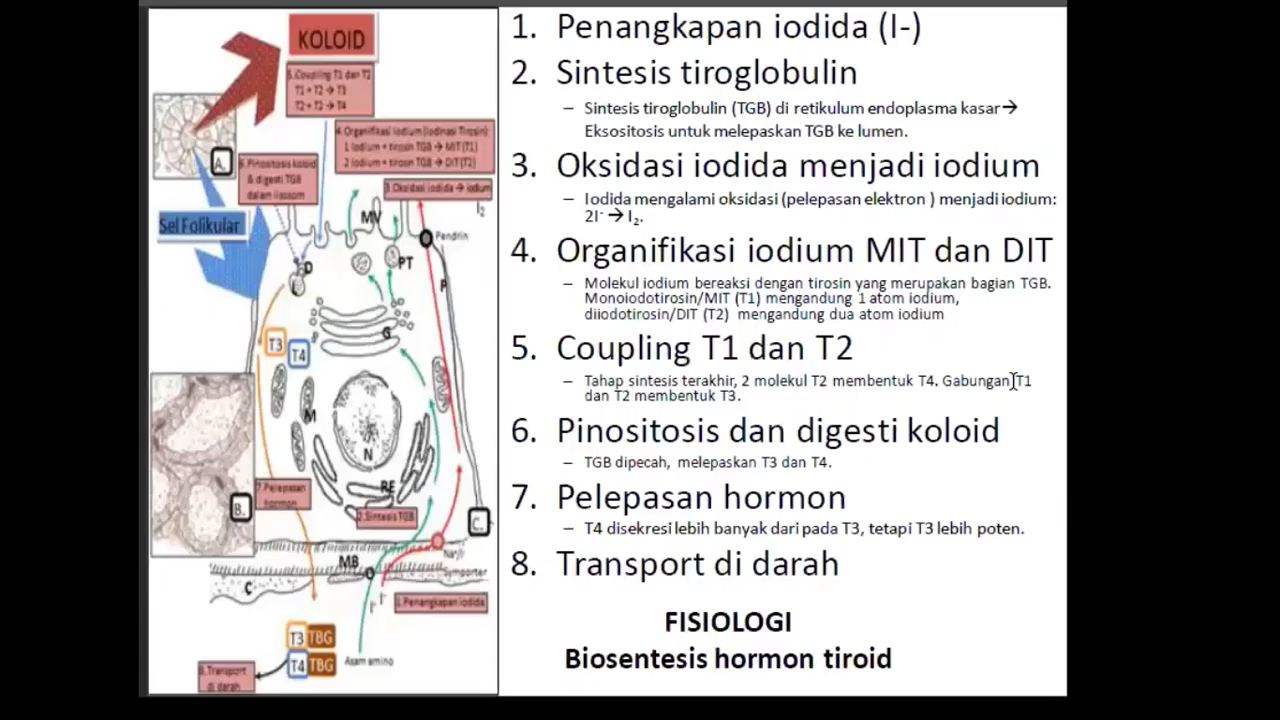 KOLOID
5.Coupling T1 dan T2
T1 + T2 → T3
T2 + T2 → T4
4 Organifikasi iodium (Iodinasi Tirosin)
1 Iodium + tirosin TGB → MIT (T1)
2 Iodium + tirosin TGB → DIT (T2)
A.
6.Pinositosis koloid
& digesti TGB
dalam lisosom
3 Oksidasi iodida → iodium
I2
Sel Folikular
MV
Pendrin
D
PT
L
P
G
T3
T4
M
N
RE
B.
7.Pelepasan
hormon
2.Sintesis TGB
C.
MB
Na+/I-
symporter
C
I-
I-
1.Penangkapan iodida
T3 TBG
T4 TBG
Asam amino
8.Transport
di darah
1. Penangkapan iodida (I-)
2. Sintesis tiroglobulin
– Sintesis tiroglobulin (TGB) di retikulum endoplasma kasar→
Eksositosis untuk melepaskan TGB ke lumen.
3. Oksidasi iodida menjadi iodium
– Iodida mengalami oksidasi (pelepasan elektron ) menjadi iodium:
2I- → I2.
4. Organifikasi iodium MIT dan DIT
– Molekul iodium bereaksi dengan tirosin yang merupakan bagian TGB.
Monoiodotirosin/MIT (T1) mengandung 1 atom iodium,
diiodotirosin/DIT (T2) mengandung dua atom iodium
5. Coupling T1 dan T2
– Tahap sintesis terakhir, 2 molekul T2 membentuk T4. Gabungan T1
dan T2 membentuk T3.
6. Pinositosis dan digesti koloid
– TGB dipecah, melepaskan T3 dan T4.
7. Pelepasan hormon
– T4 disekresi lebih banyak dari pada T3, tetapi T3 lebih poten.
8. Transport di darah
FISIOLOGI
Biosentesis hormon tiroid